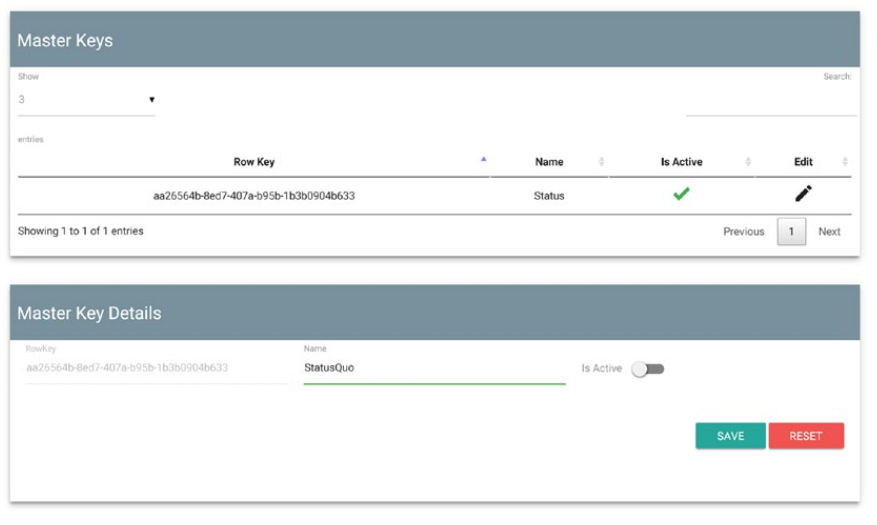 Master Keys
Show
Search:
3
entries
Row Key Name Is Active Edit
aa26564b-8ed7-407a-b95b-1b3b0904b633 Status
Showing 1 to 1 of 1 entries Previous 1 Next
Master Key Details
RowKey Name
aa26564b-8ed7-407a-b95b-1b3b0904b633 StatusQuo Is Active
SAVE RESET